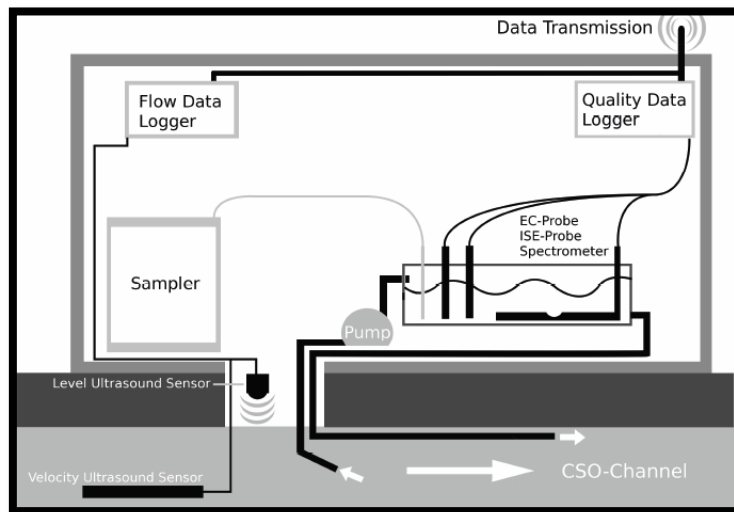 Data Transmission
Flow Data
Logger
Quality Data
Logger
EC-Probe
ISE-Probe
Spectrometer
Sampler
Pump
Level Ultrasound Sensor
CSO-Channel
Velocity Ultrasound Sensor